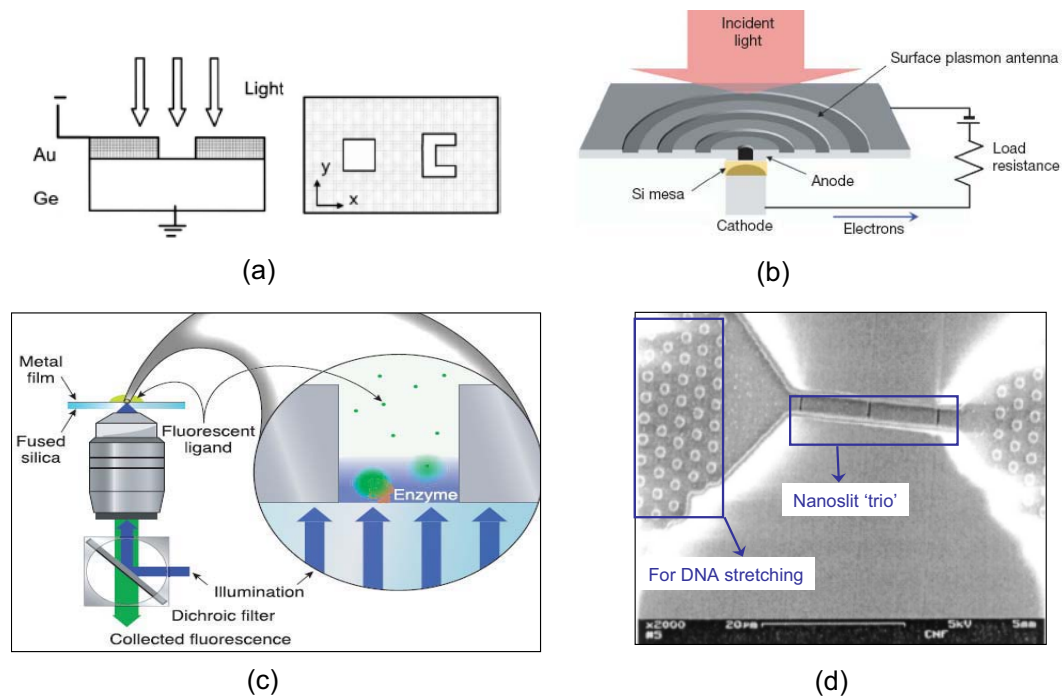 Light
Au
Ge
y
x
(a)
Incident
light
Surface plasmon antenna
Load
resistance
Anode
Si mesa
Cathode
Electrons
(b)
Metal
film
Fused
silica
Fluorescent
ligand
Enzyme
Illumination
Dichroic filter
Collected fluorescence
(c)
Nanoslit ‘trio’
For DNA stretching
x2000 20µm 5kV 5mm
#5 CNF
(d)